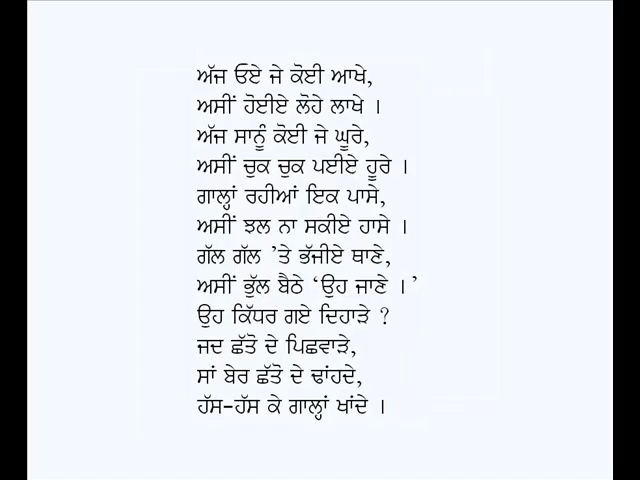 ਅੱਜ ਓਏ ਜੇ ਕੋਈ ਆਖੇ,
ਅਸੀਂ ਹੋਈਏ ਲੋਹੇ ਲਾਖੇ ।
ਅੱਜ ਸਾਨੂੰ ਕੋਈ ਜੇ ਘੂਰੇ,
ਅਸੀਂ ਚੁਕ ਚੁਕ ਪਈਏ ਹੂਰੇ ।
ਗਾਲ੍ਹਾਂ ਰਹੀਆਂ ਇਕ ਪਾਸੇ,
ਅਸੀਂ ਝਲ ਨਾ ਸਕੀਏ ਹਾਸੇ ।
ਗੱਲ ਗੱਲ ’ਤੇ ਭੱਜੀਏ ਥਾਣੇ,
ਅਸੀਂ ਭੁੱਲ ਬੈਠੇ ‘ਉਹ ਜਾਣੇ ।’
ਉਹ ਕਿੱਧਰ ਗਏ ਦਿਹਾੜੇ ?
ਜਦ ਛੱਤੋ ਦੇ ਪਿਛਵਾੜੇ,
ਸਾਂ ਬੇਰ ਛੱਤੋ ਦੇ ਢਾਂਹਦੇ,
ਹੱਸ-ਹੱਸ ਕੇ ਗਾਲ੍ਹਾਂ ਖਾਂਦੇ ।